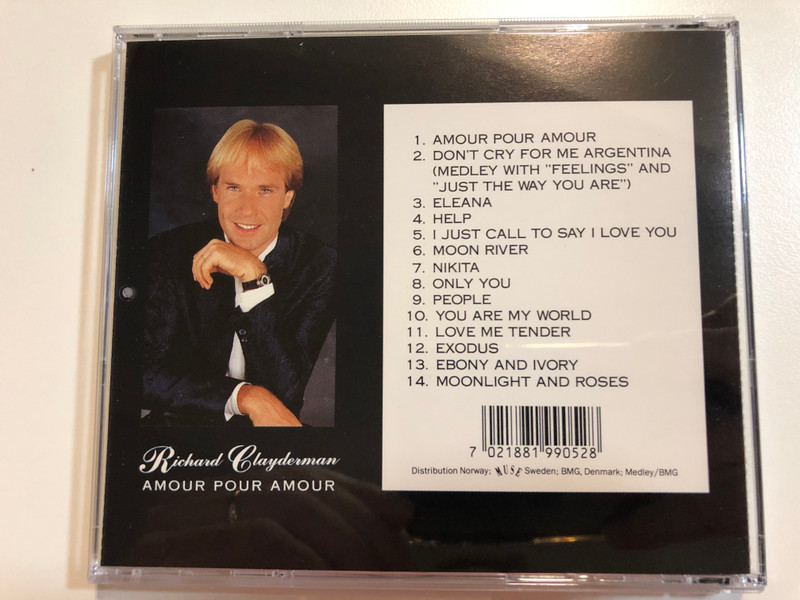 1. AMOUR POUR AMOUR
2. DON'T CRY FOR ME ARGENTINA
(MEDLEY WITH "FEELINGS" AND
"JUST THE WAY YOU ARE")
3. ELEANA
4. HELP
5. I JUST CALL TO SAY I LOVE YOU
6. MOON RIVER
7. NIKITA
8. ONLY YOU
9. PEOPLE
10. YOU ARE MY WORLD
11. LOVE ME TENDER
12. EXODUS
13. EBONY AND IVORY
14. MOONLIGHT AND ROSES
7 021881 990528
Distribution Norway; MUSE Sweden; BMG, Denmark; Medley/BMG
Richard Clayderman
AMOUR POUR AMOUR